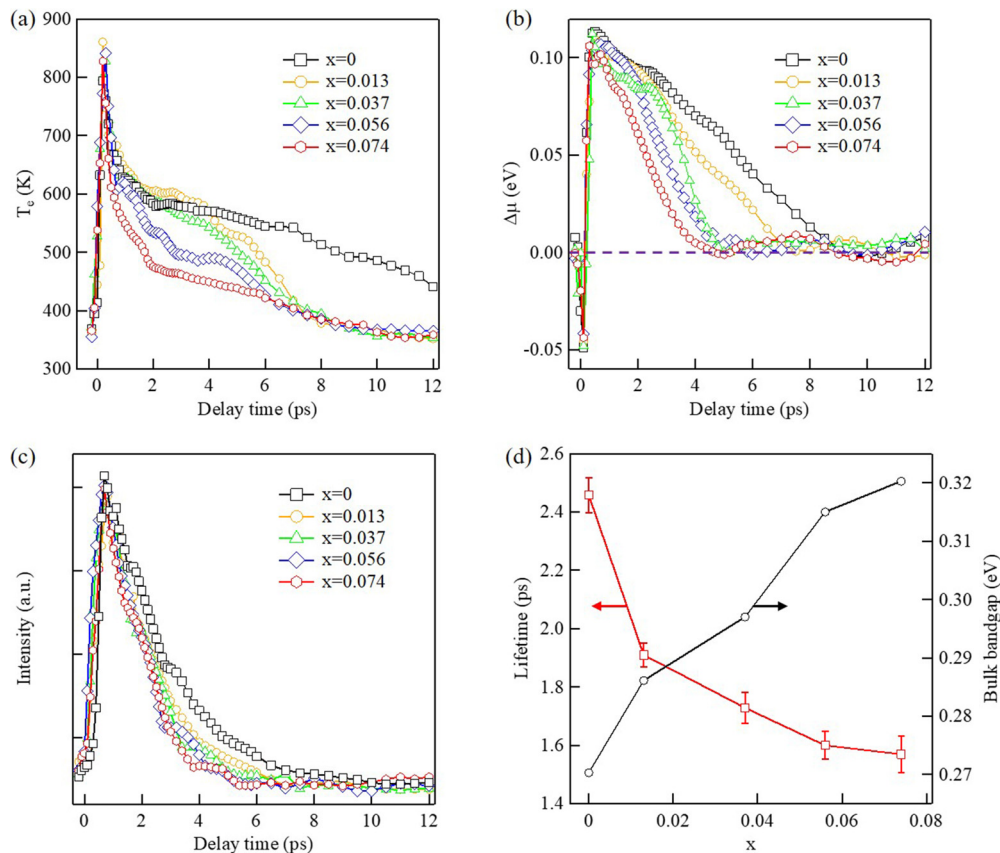 (a)
900
800
700
600
500
400
300
T_e (K)
0
2
4
6
8
10
12
Delay time (ps)
x=0
x=0.013
x=0.037
x=0.056
x=0.074
(b)
0.10
0.05
0.00
-0.05
Δμ (eV)
0
2
4
6
8
10
12
Delay time (ps)
x=0
x=0.013
x=0.037
x=0.056
x=0.074
(c)
Intensity (a.u.)
0
2
4
6
8
10
12
Delay time (ps)
x=0
x=0.013
x=0.037
x=0.056
x=0.074
(d)
2.6
2.4
2.2
2.0
1.8
1.6
1.4
Lifetime (ps)
0
0.02
0.04
0.06
0.08
x
0.32
0.31
0.30
0.29
0.28
0.27
Bulk bandgap (eV)